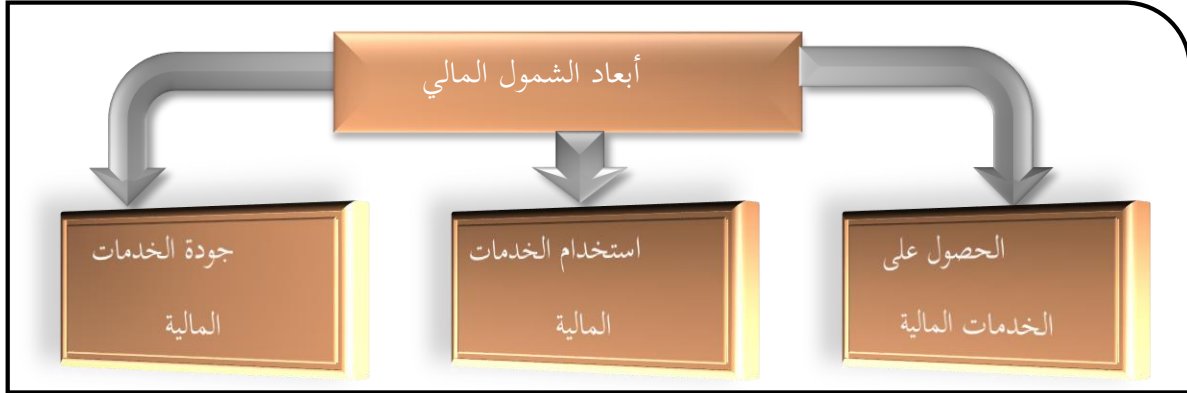 أبعاد الشمول المالي
الحصول على
الخدمات المالية
استخدام الخدمات
المالية
جودة الخدمات
المالية